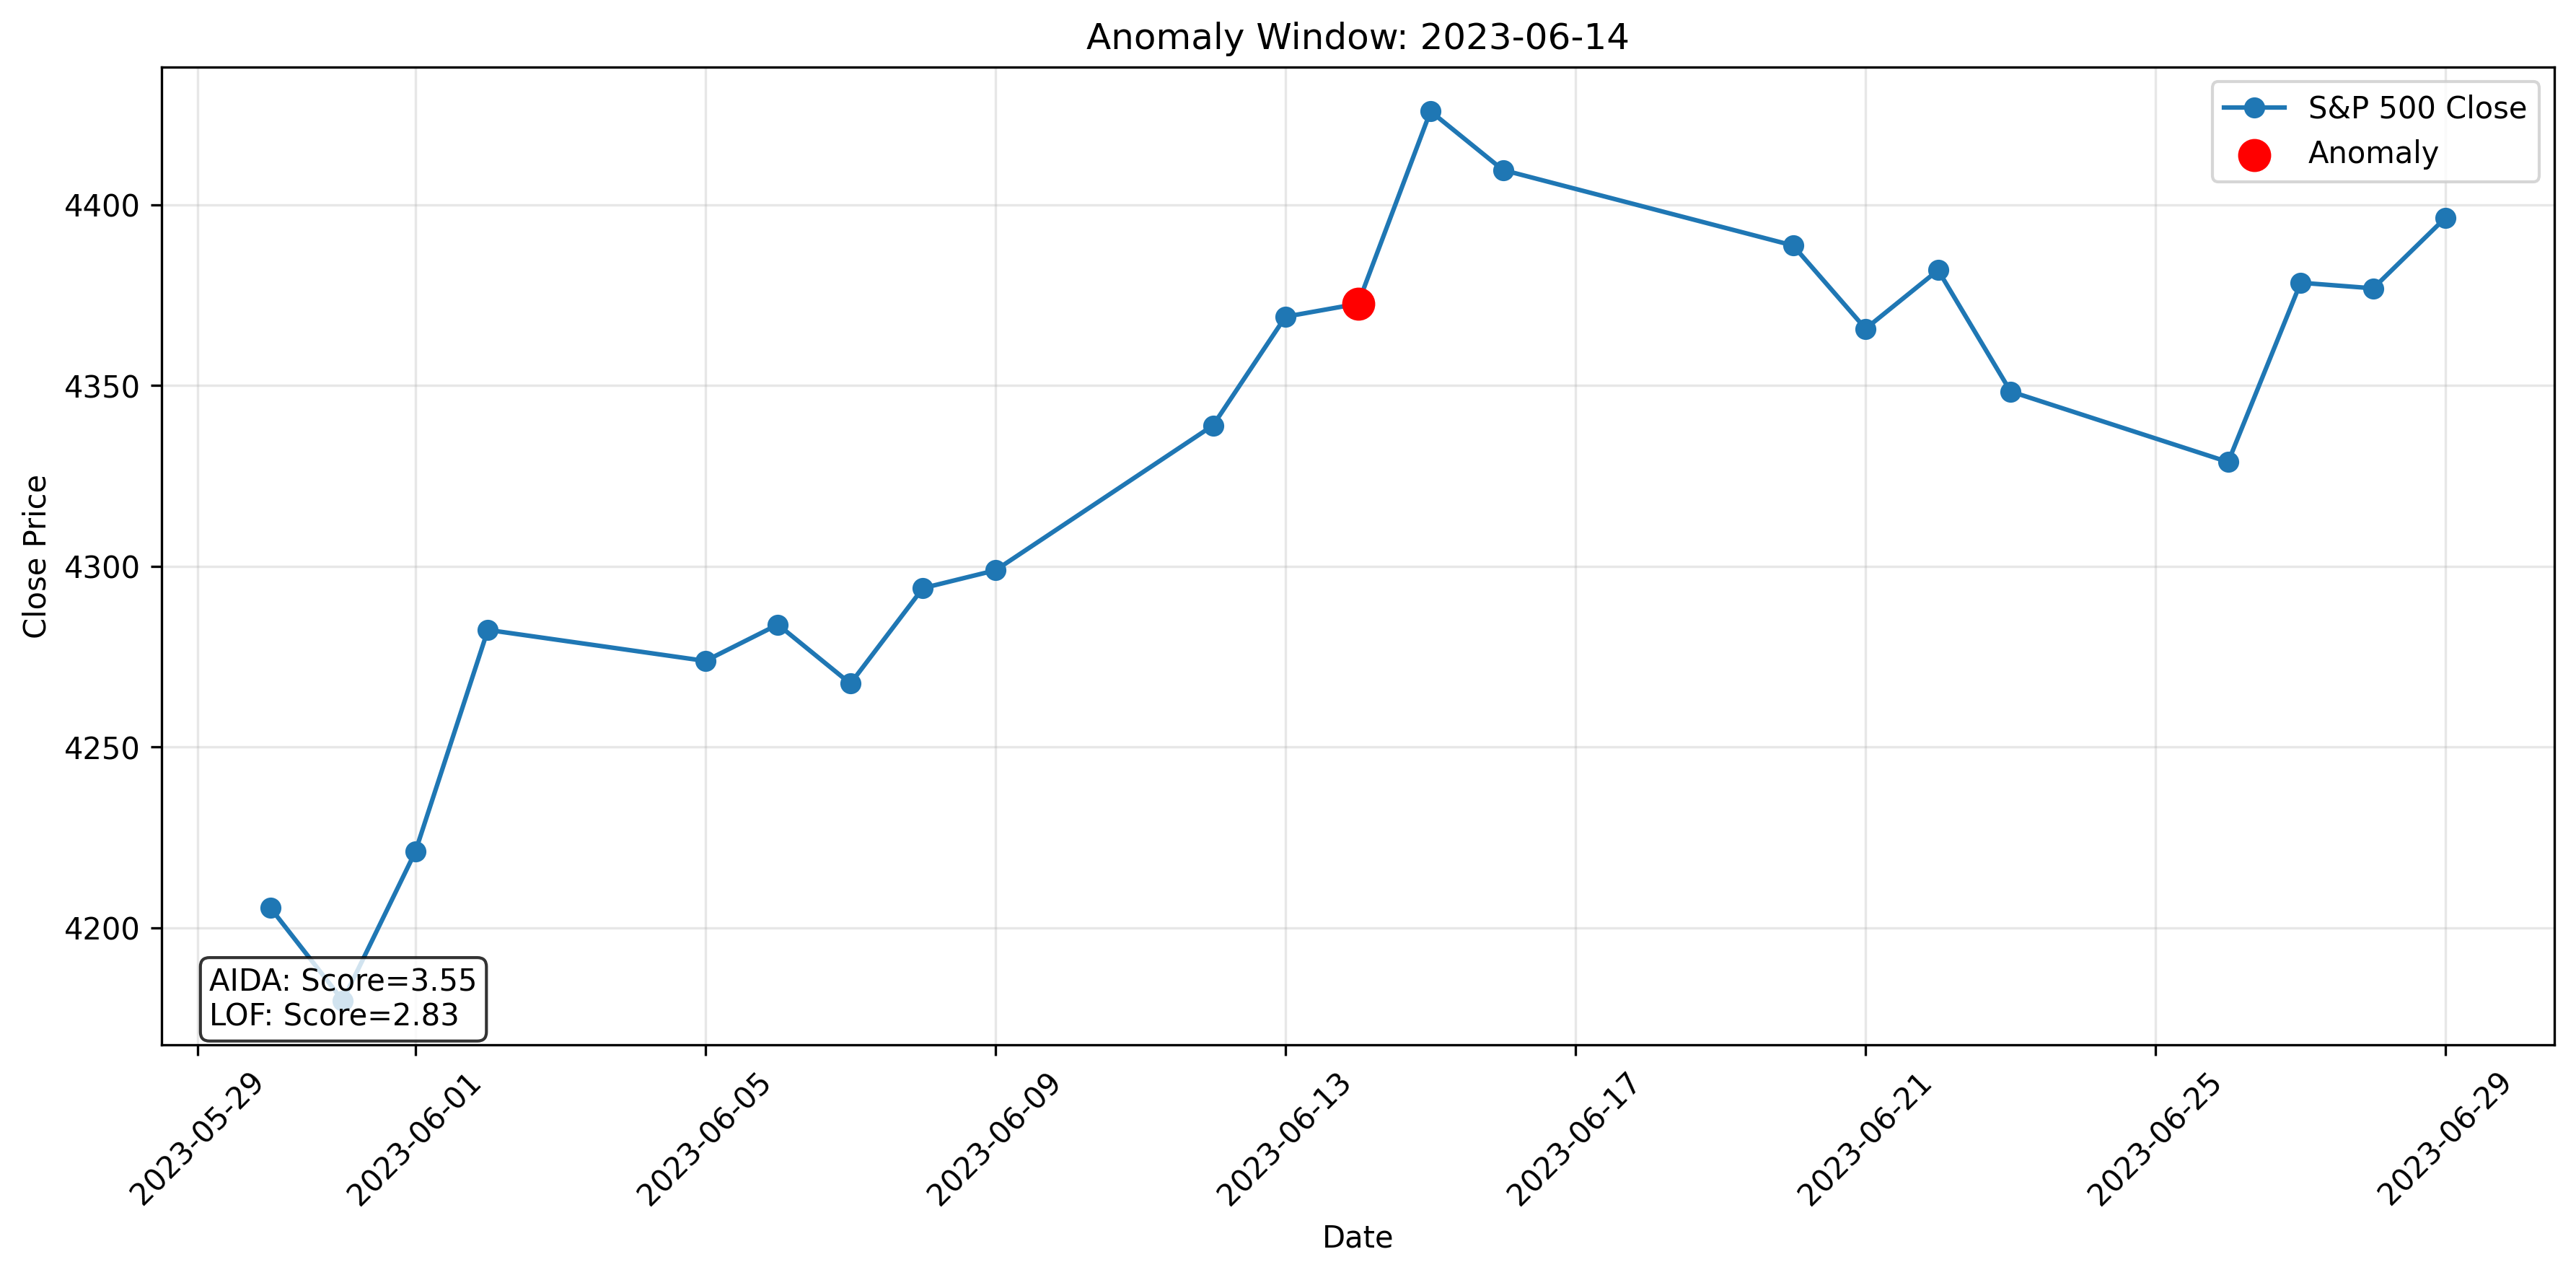 Anomaly Window: 2023-06-14
S&P 500 Close
Anomaly
Close Price
4400
4350
4300
4250
4200
AIDA: Score=3.55
LOF: Score=2.83
2023-05-29
2023-06-01
2023-06-05
2023-06-09
2023-06-13
2023-06-17
2023-06-21
2023-06-25
2023-06-29
Date